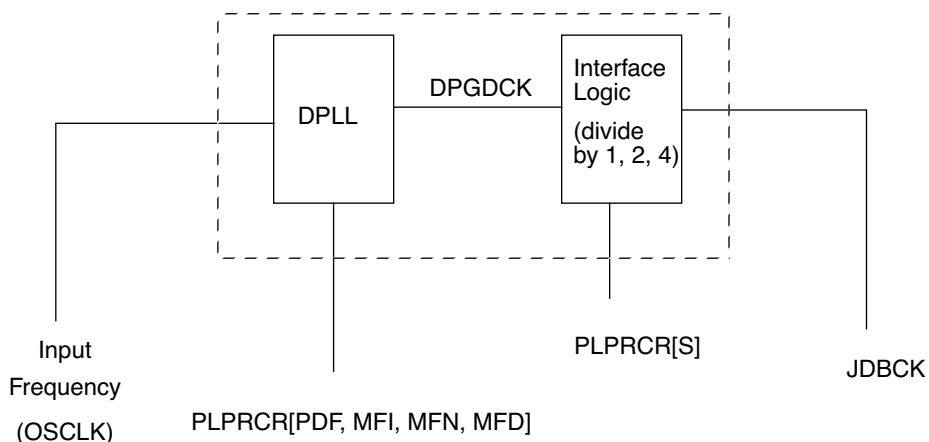 DPLL
DPGDCK
Interface
Logic
(divide
by 1, 2, 4)
Input
Frequency
(OSCLK)
PLPRCR[PDF, MFI, MFN, MFD]
PLPRCR[S]
JDBCK